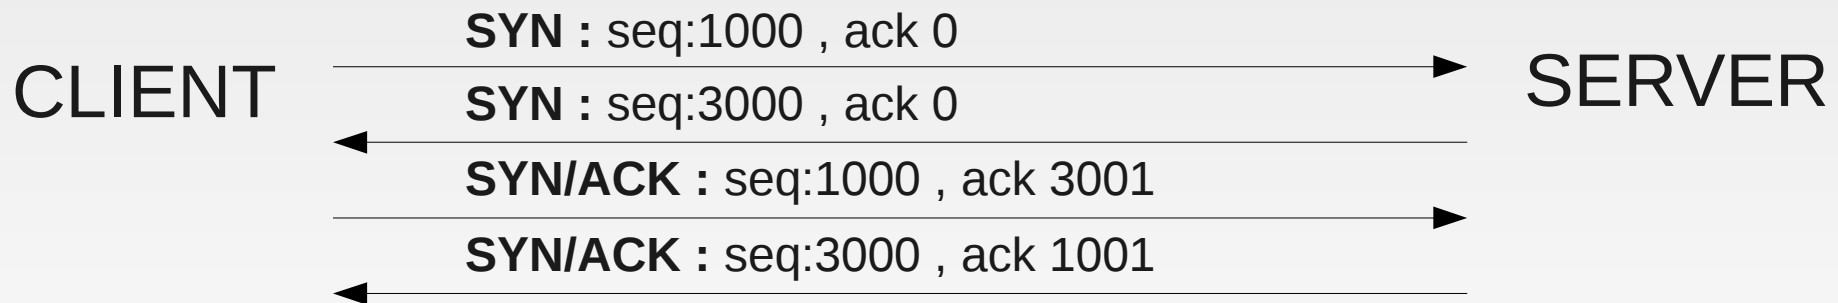 SYN : seq:1000 , ack 0
CLIENT
SERVER
SYN : seq:3000 , ack 0
SYN/ACK : seq:1000 , ack 3001
SYN/ACK : seq:3000 , ack 1001